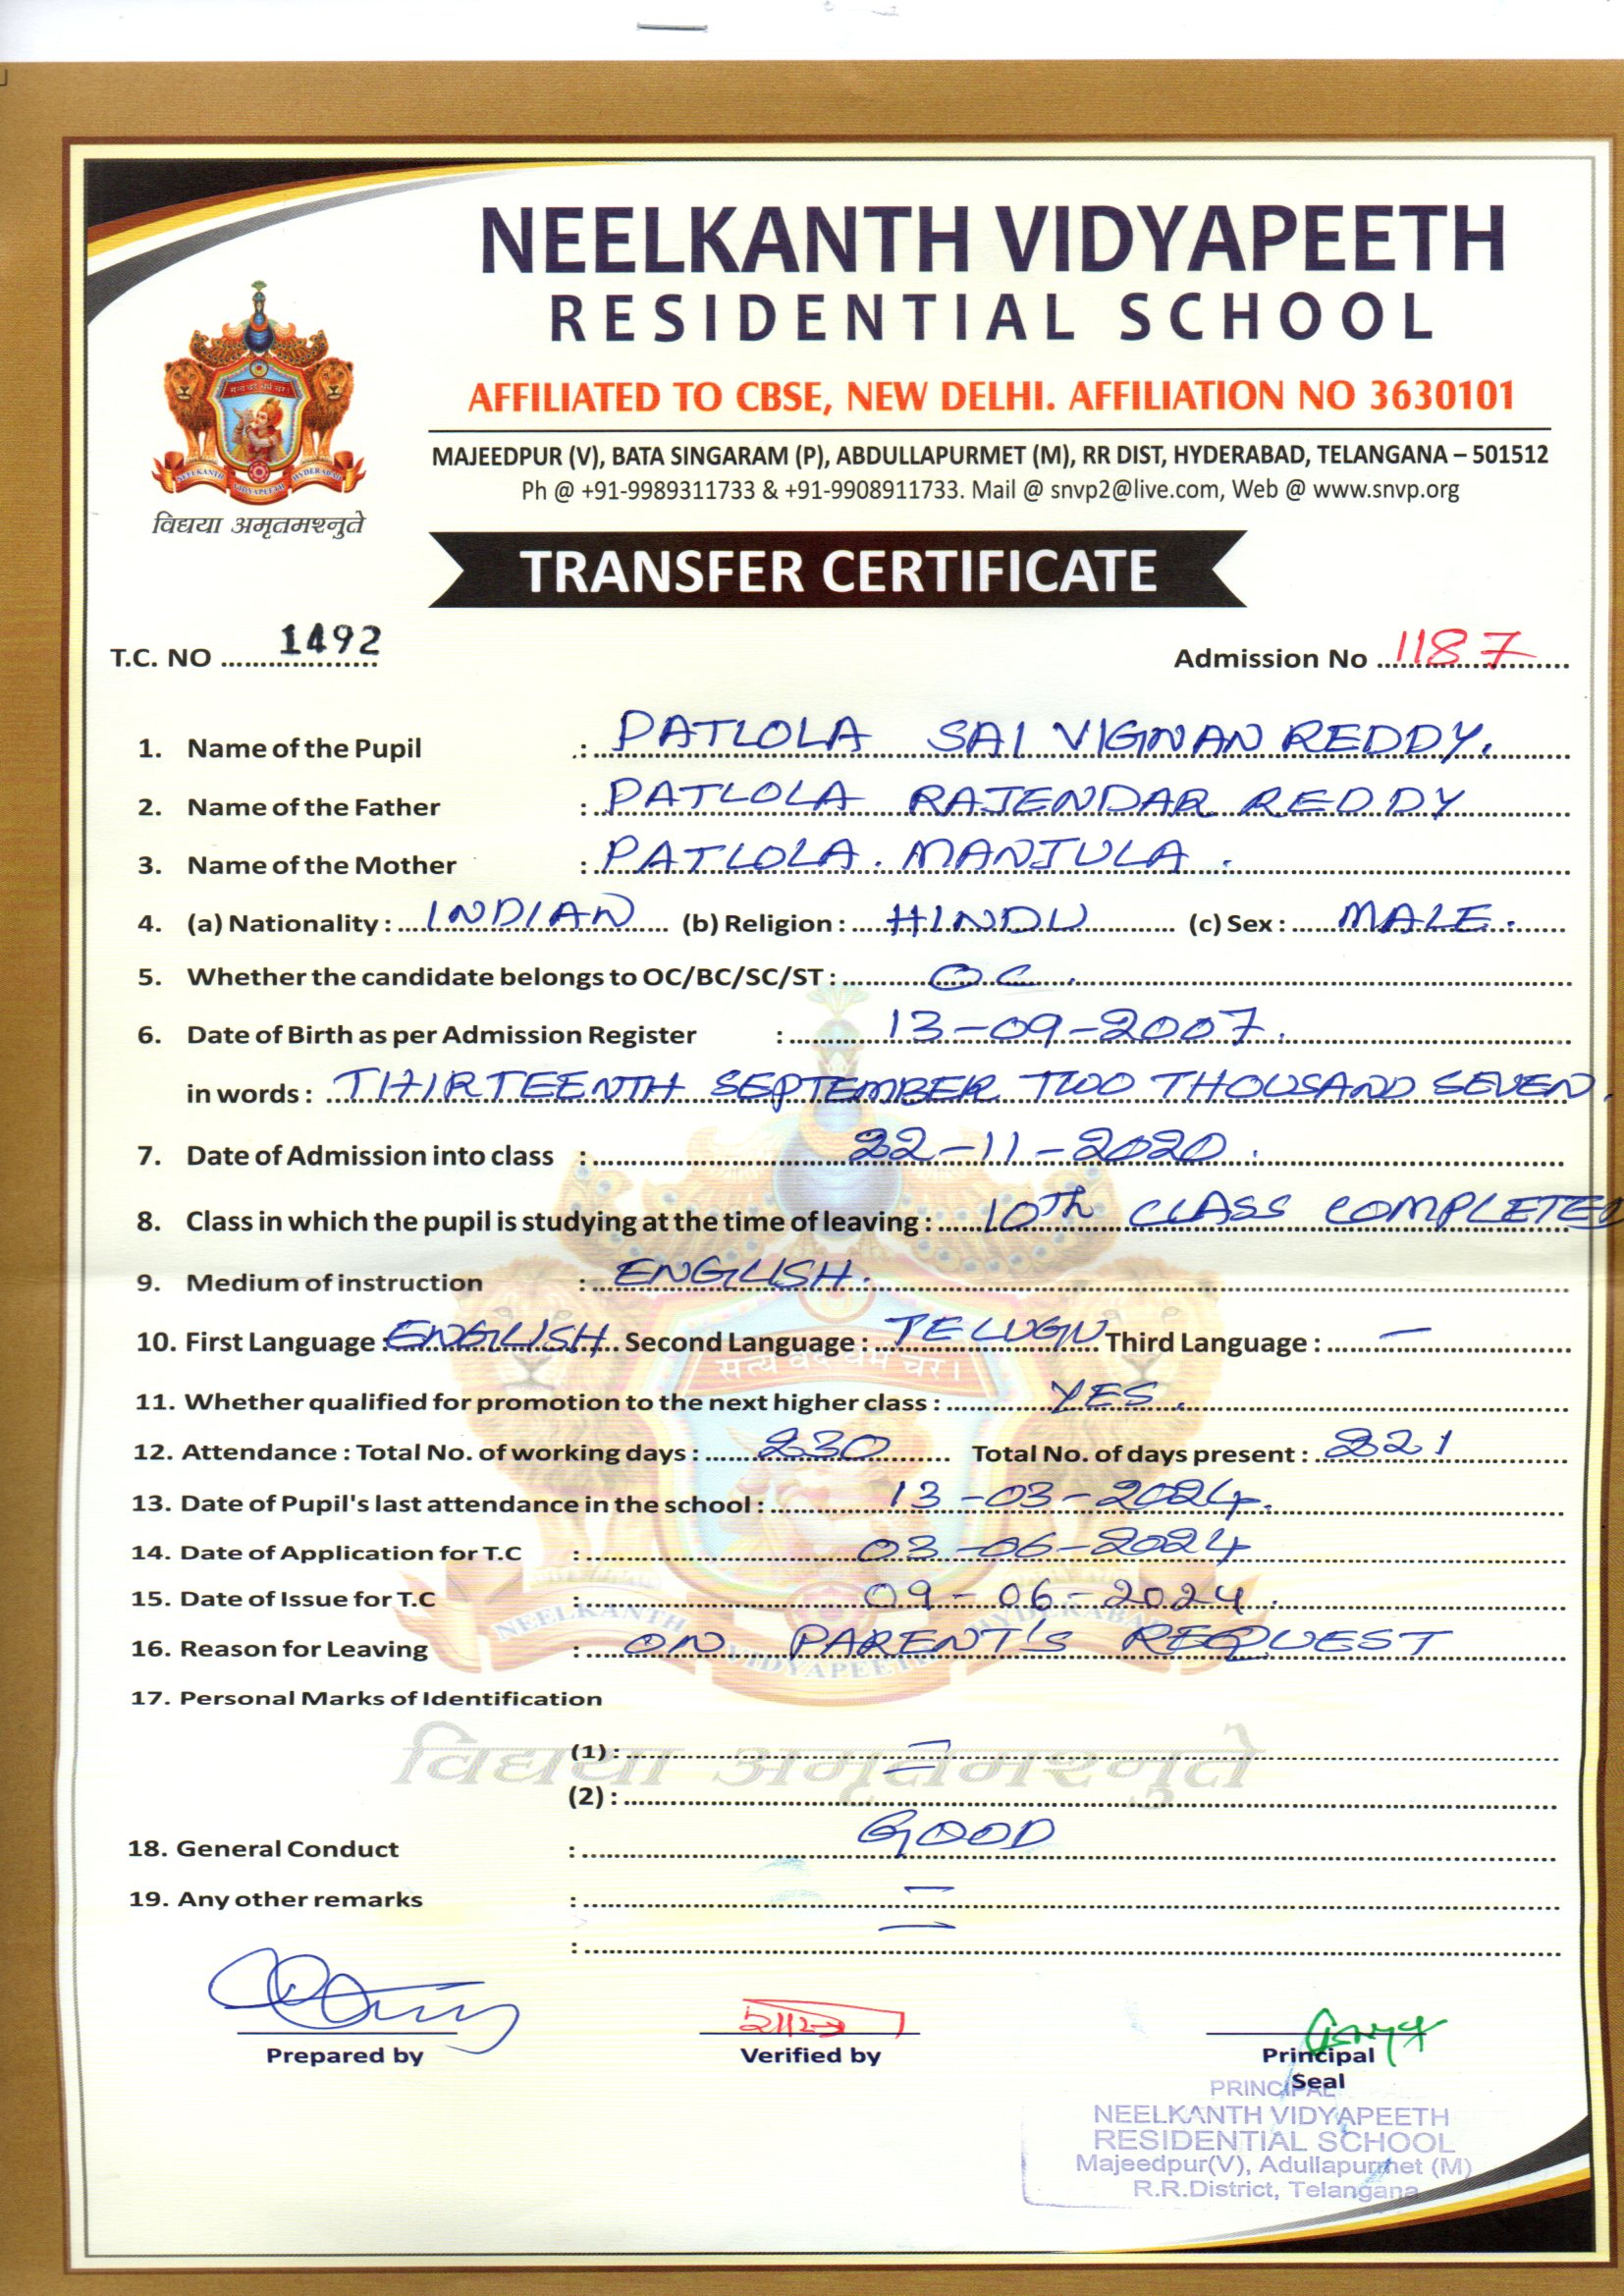 NEELKANTH VIDYAPEETH
RESIDENTIAL SCHOOL
AFFILIATED TO CBSE, NEW DELHI. AFFILIATION NO 3630101
MAJEEDPUR (V), BATA SINGARAM (P), ABDULLAPURMET (M), RR DIST, HYDERABAD, TELANGANA – 501512
Ph @ +91-9989311733 & +91-9908911733. Mail @ snvp2@live.com, Web @ www.snvp.org
सत्यं वद धर्मं चर।
NEELKANTH VIDYAPEETH HYDERABAD
विद्यया अमृतमश्नुते
TRANSFER CERTIFICATE
T.C. NO 1492 Admission No 1187
1. Name of the Pupil : PATLOLA SAI VIGNAN REDDY.
2. Name of the Father : PATLOLA RAJENDAR REDDY
3. Name of the Mother : PATLOLA. MANJULA.
4. (a) Nationality : INDIAN (b) Religion : HINDU (c) Sex : MALE.
5. Whether the candidate belongs to OC/BC/SC/ST : OC.
6. Date of Birth as per Admission Register : 13-09-2007.
in words : THIRTEENTH SEPTEMBER TWO THOUSAND SEVEN.
7. Date of Admission into class : 22-11-2020.
8. Class in which the pupil is studying at the time of leaving : 10Th CLASS COMPLETED
9. Medium of instruction : ENGLISH.
10. First Language : ENGLISH Second Language : TELUGU Third Language : —
11. Whether qualified for promotion to the next higher class : YES.
12. Attendance : Total No. of working days : 230 Total No. of days present : 221
13. Date of Pupil's last attendance in the school : 13-03-2024.
14. Date of Application for T.C : 03-06-2024
15. Date of Issue for T.C : 09-06-2024.
16. Reason for Leaving : ON PARENT'S REQUEST
17. Personal Marks of Identification
(1) :
(2) :
विद्यया अमृतमश्नुते
18. General Conduct : GOOD
19. Any other remarks :
Prepared by Verified by Principal
Seal
PRINCIPAL
NEELKANTH VIDYAPEETH
RESIDENTIAL SCHOOL
Majeedpur(V), Adullapurmet (M)
R.R.District, Telangana